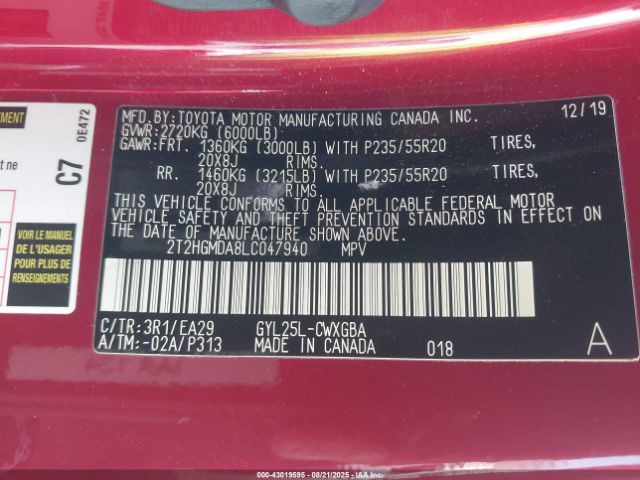 EMENT
t ne
C7
0E472
VOIR LE MANUEL
DE L'USAGER
POUR PLUS DE
RENSEIGNEMENTS
MFD.BY:TOYOTA MOTOR MANUFACTURING CANADA INC. 12/19
GVWR:2720KG (6000LB)
GAWR:FRT. 1360KG (3000LB) WITH P235/55R20 TIRES,
20X8J RIMS.
RR. 1460KG (3215LB) WITH P235/55R20 TIRES,
20X8J RIMS.
THIS VEHICLE CONFORMS TO ALL APPLICABLE FEDERAL MOTOR
VEHICLE SAFETY AND THEFT PREVENTION STANDARDS IN EFFECT ON
THE DATE OF MANUFACTURE SHOWN ABOVE.
2T2HGMDA8LC047940 MPV
C/TR:3R1/EA29 GYL25L-CWXGBA
A/TM:-02A/P313 MADE IN CANADA 018 A
IAA - 43019595 - 08/21/2025 - IAAI.COM